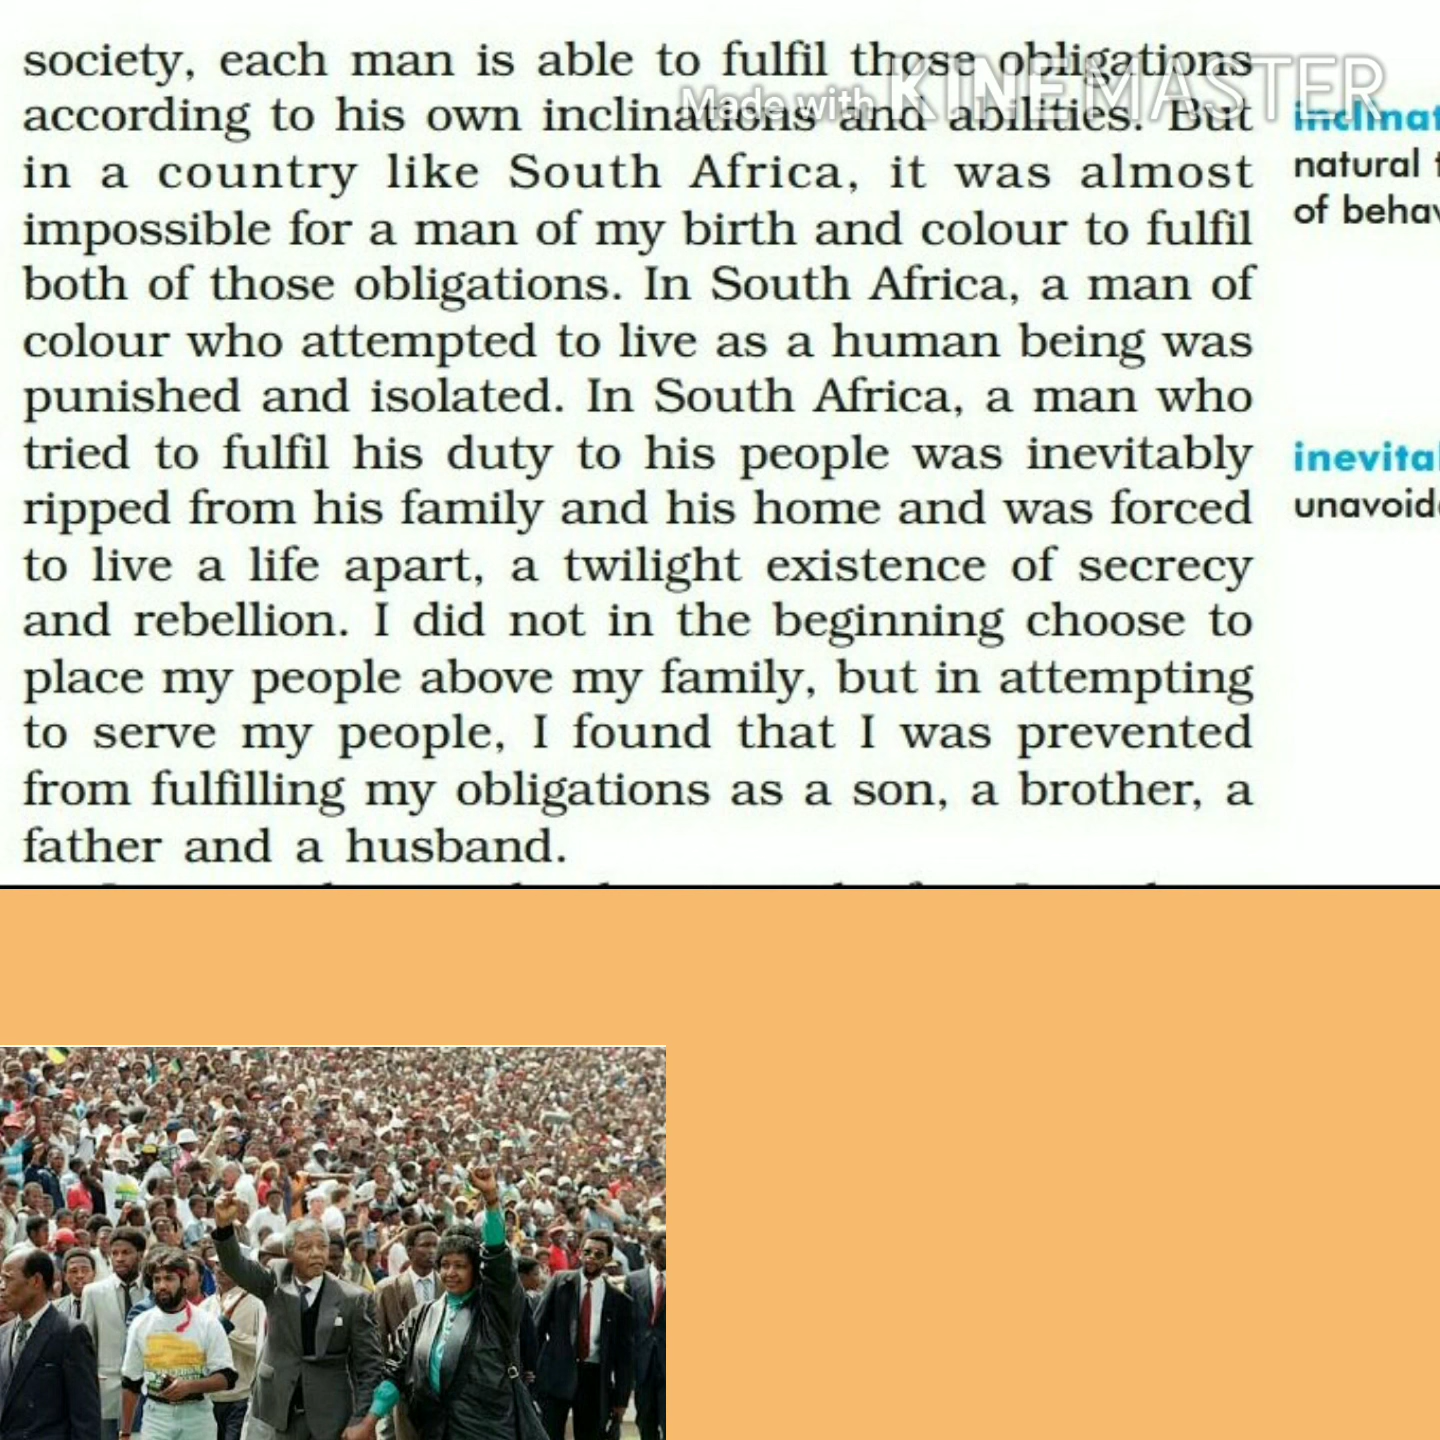 society, each man is able to fulfil those obligations
Made with KINEMASTER
according to his own inclinations and abilities. But
in a country like South Africa, it was almost
impossible for a man of my birth and colour to fulfil
both of those obligations. In South Africa, a man of
colour who attempted to live as a human being was
punished and isolated. In South Africa, a man who
tried to fulfil his duty to his people was inevitably
ripped from his family and his home and was forced
to live a life apart, a twilight existence of secrecy
and rebellion. I did not in the beginning choose to
place my people above my family, but in attempting
to serve my people, I found that I was prevented
from fulfilling my obligations as a son, a brother, a
father and a husband.
inclinat
natural
of behav
inevita
unavoid